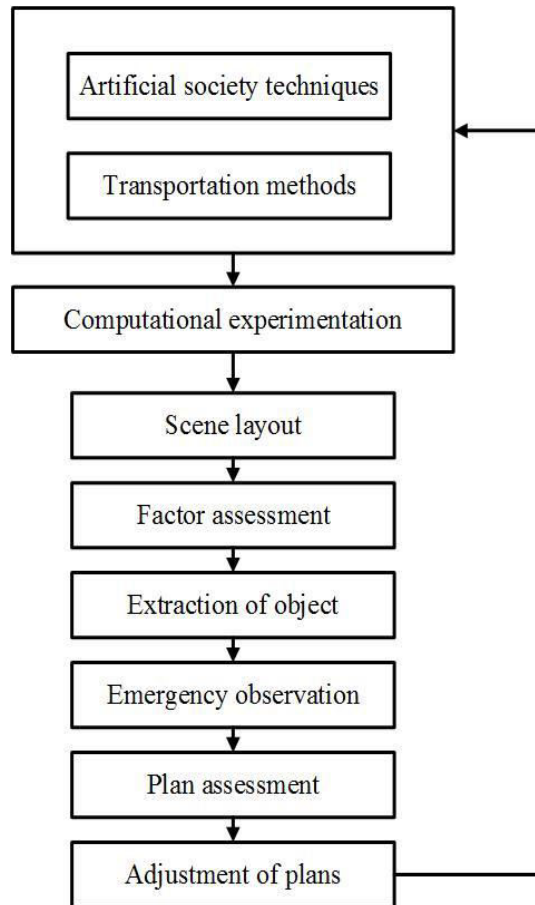 Artificial society techniques
Transportation methods
Computational experimentation
Scene layout
Factor assessment
Extraction of object
Emergency observation
Plan assessment
Adjustment of plans